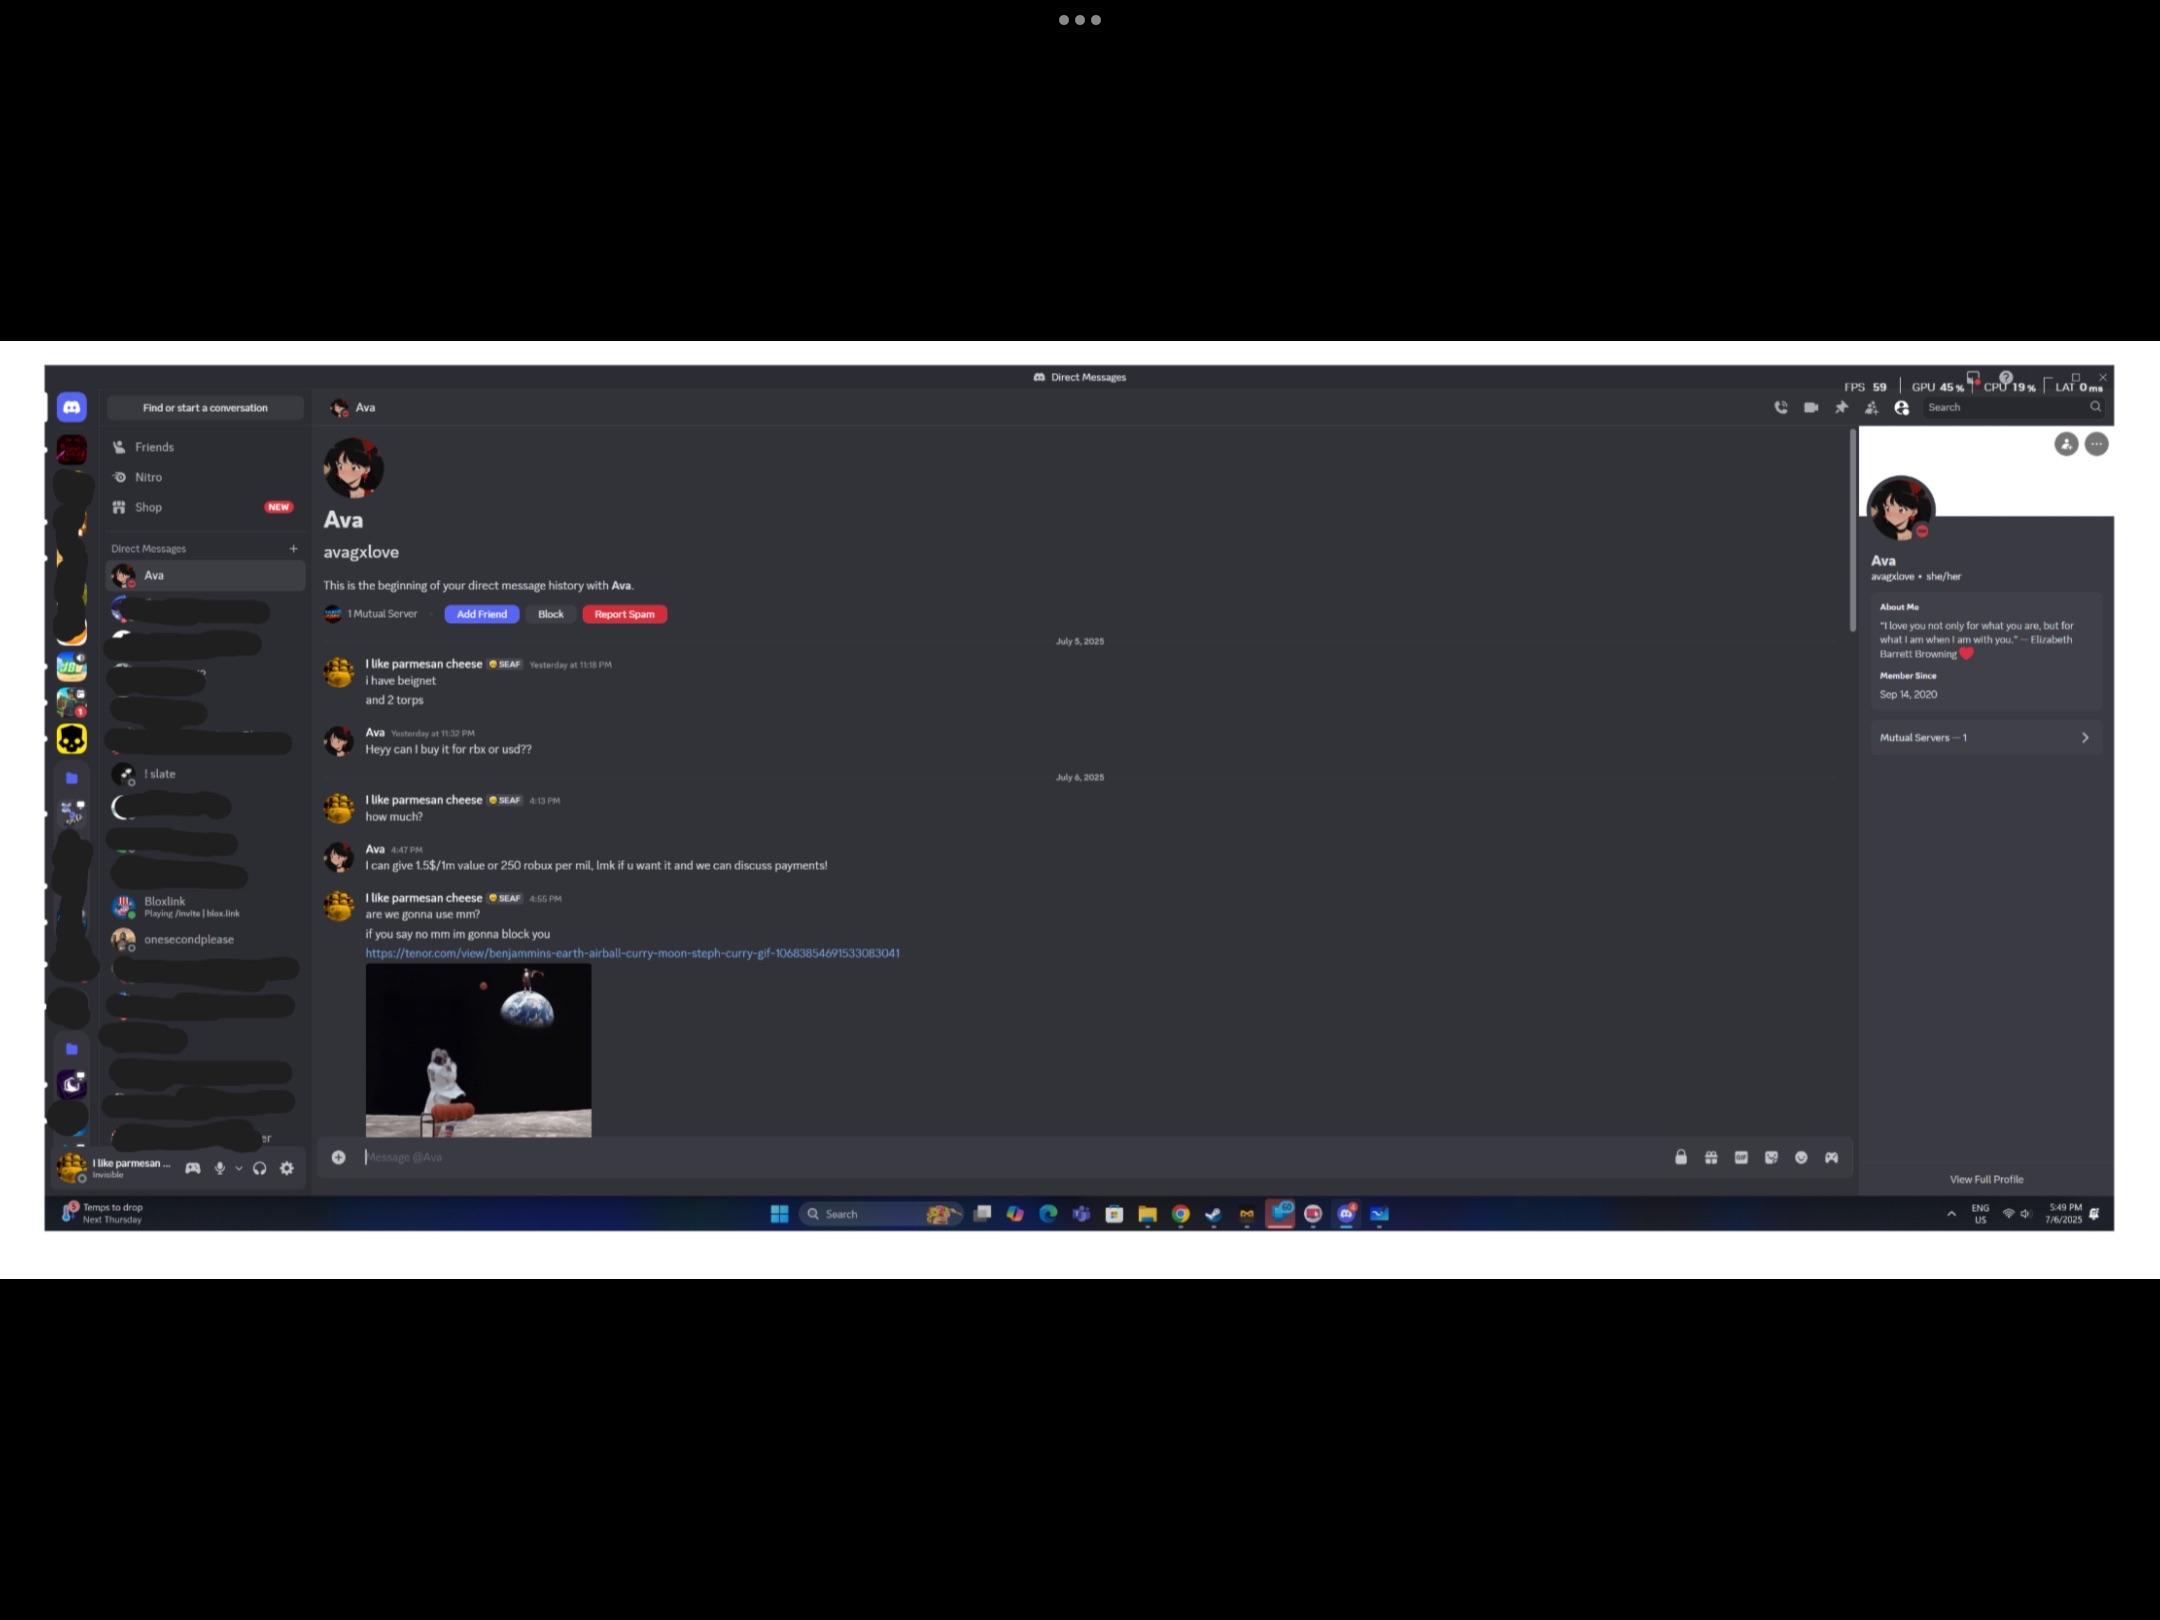 Direct Messages
FPS 59 GPU 45% CPU 19% LAT 0 ms
Find or start a conversation
Ava
Search
Friends
Nitro
Shop
NEW
Direct Messages
+
Ava
! slate
Bloxlink
Playing /invite | blox.link
onesecondplease
er
I like parmesan ...
Invisible
Ava
avagxlove
This is the beginning of your direct message history with Ava.
1 Mutual Server
Add Friend
Block
Report Spam
July 5, 2025
I like parmesan cheese SEAF Yesterday at 11:18 PM
i have beignet
and 2 torps
Ava Yesterday at 11:32 PM
Heyy can I buy it for rbx or usd??
July 6, 2025
I like parmesan cheese SEAF 4:13 PM
how much?
Ava 4:47 PM
I can give 1.5$/1m value or 250 robux per mil, lmk if u want it and we can discuss payments!
I like parmesan cheese SEAF 4:55 PM
are we gonna use mm?
if you say no mm im gonna block you
https://tenor.com/view/benjammins-earth-airball-curry-moon-steph-curry-gif-10683854691533083041
Message @Ava
GIF
Ava
avagxlove • she/her
About Me
"I love you not only for what you are, but for
what I am when I am with you." — Elizabeth
Barrett Browning
Member Since
Sep 14, 2020
Mutual Servers — 1
View Full Profile
Temps to drop
Next Thursday
Search
ENG
US
5:49 PM
7/6/2025